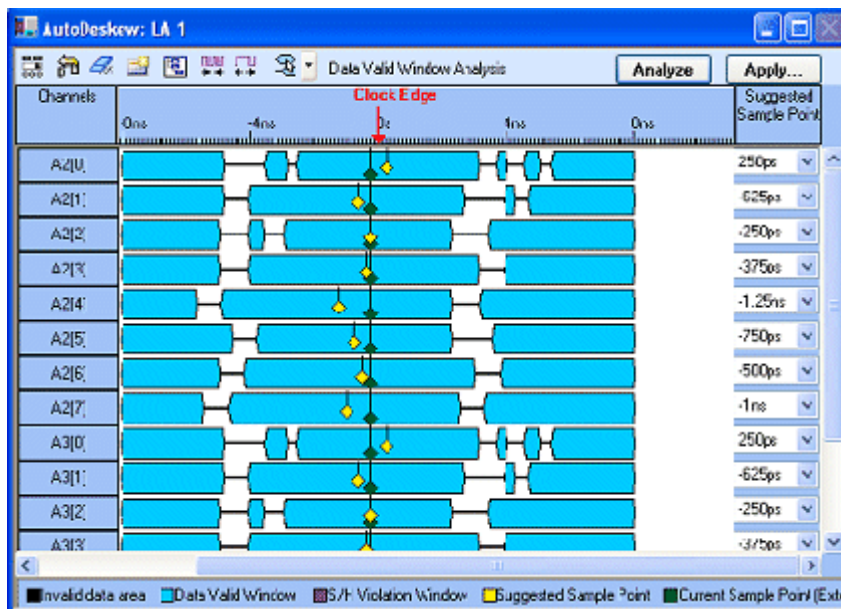 AutoDeskew: LA 1
Data Valid Window Analysis
Analyze
Apply...
Channels
Clock Edge
Suggested
Sample Point
0ns
-4ns
0s
4ns
0ns
A2[0]
250ps
A2[1]
-625ps
A2[2]
-250ps
A2[3]
-375ps
A2[4]
-1.25ns
A2[5]
-750ps
A2[6]
-500ps
A2[7]
-1ns
A3[0]
250ps
A3[1]
-625ps
A3[2]
-250ps
A3[3]
-375ps
Invalid data area
Data Valid Window
S/H Violation Window
Suggested Sample Point
Current Sample Point (Exte